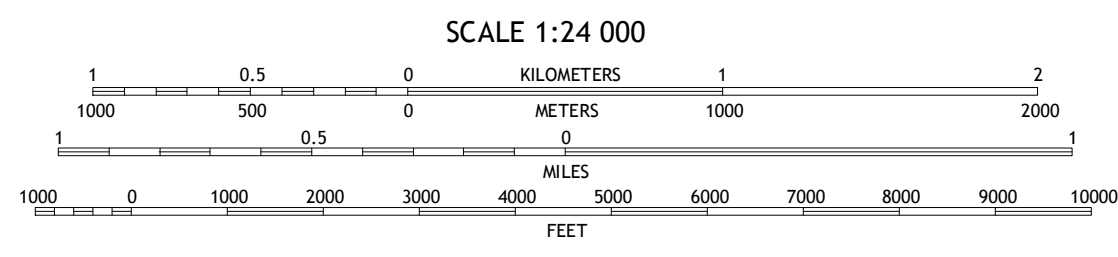 SCALE 1:24 000
1 0.5 0 KILOMETERS 1 2
1000 500 0 METERS 1000 2000
1 0.5 0 1
MILES
1000 0 1000 2000 3000 4000 5000 6000 7000 8000 9000 10000
FEET